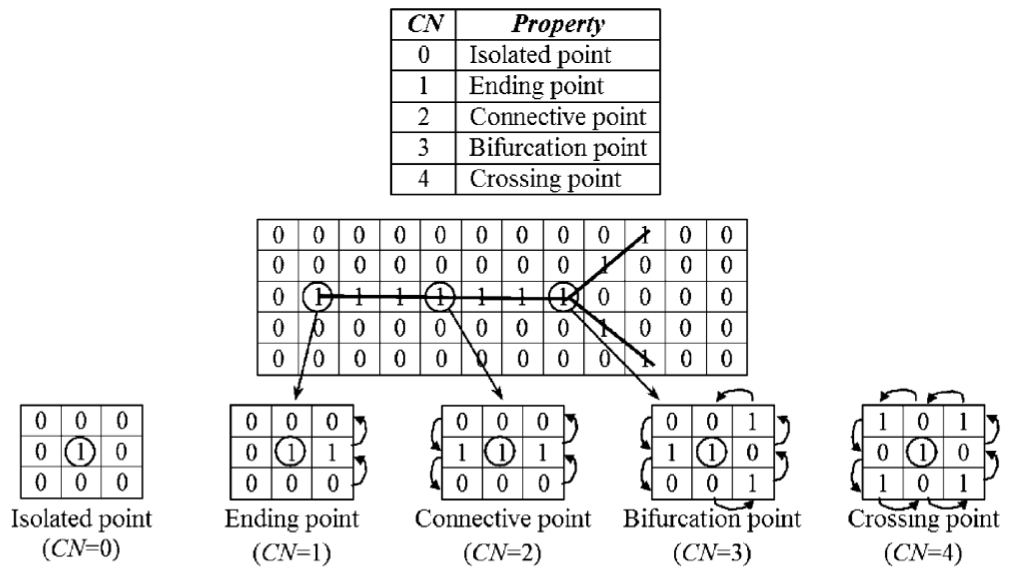 CN Property
0 Isolated point
1 Ending point
2 Connective point
3 Bifurcation point
4 Crossing point
0 0 0 0 0 0 0 0 0 1 0 0
0 0 0 0 0 0 0 0 1 0 0 0
0 1 1 1 1 1 1 1 0 0 0 0
0 0 0 0 0 0 0 0 1 0 0 0
0 0 0 0 0 0 0 0 0 1 0 0
0 0 0 0 0 0 0 0 0 0 0 1 1 0 1
0 1 0 0 1 1 1 1 1 1 1 0 0 1 0
0 0 0 0 0 0 0 0 0 0 0 1 1 0 1
Isolated point Ending point Connective point Bifurcation point Crossing point
(CN=0) (CN=1) (CN=2) (CN=3) (CN=4)